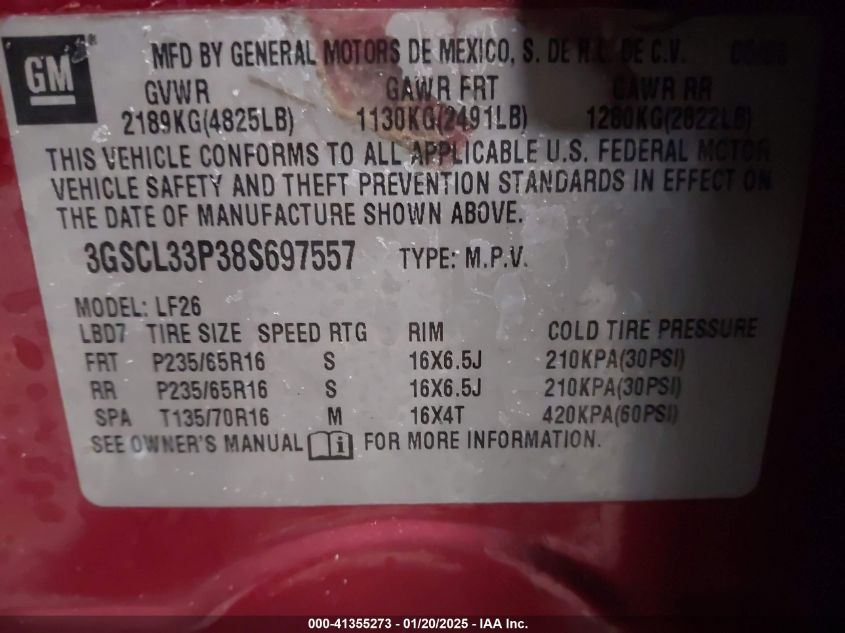 GM
MFD BY GENERAL MOTORS DE MEXICO, S. DE R.L. DE C.V.
GVWR GAWR FRT GAWR RR
2189KG(4825LB) 1130KG(2491LB) 1280KG(2822LB)
THIS VEHICLE CONFORMS TO ALL APPLICABLE U.S. FEDERAL MOTOR
VEHICLE SAFETY AND THEFT PREVENTION STANDARDS IN EFFECT ON
THE DATE OF MANUFACTURE SHOWN ABOVE.
3GSCL33P38S697557 TYPE: M.P.V.
MODEL: LF26
LBD7 TIRE SIZE SPEED RTG RIM COLD TIRE PRESSURE
FRT P235/65R16 S 16X6.5J 210KPA(30PSI)
RR P235/65R16 S 16X6.5J 210KPA(30PSI)
SPA T135/70R16 M 16X4T 420KPA(60PSI)
SEE OWNER'S MANUAL i FOR MORE INFORMATION.
000-41355273 - 01/20/2025 - IAA Inc.